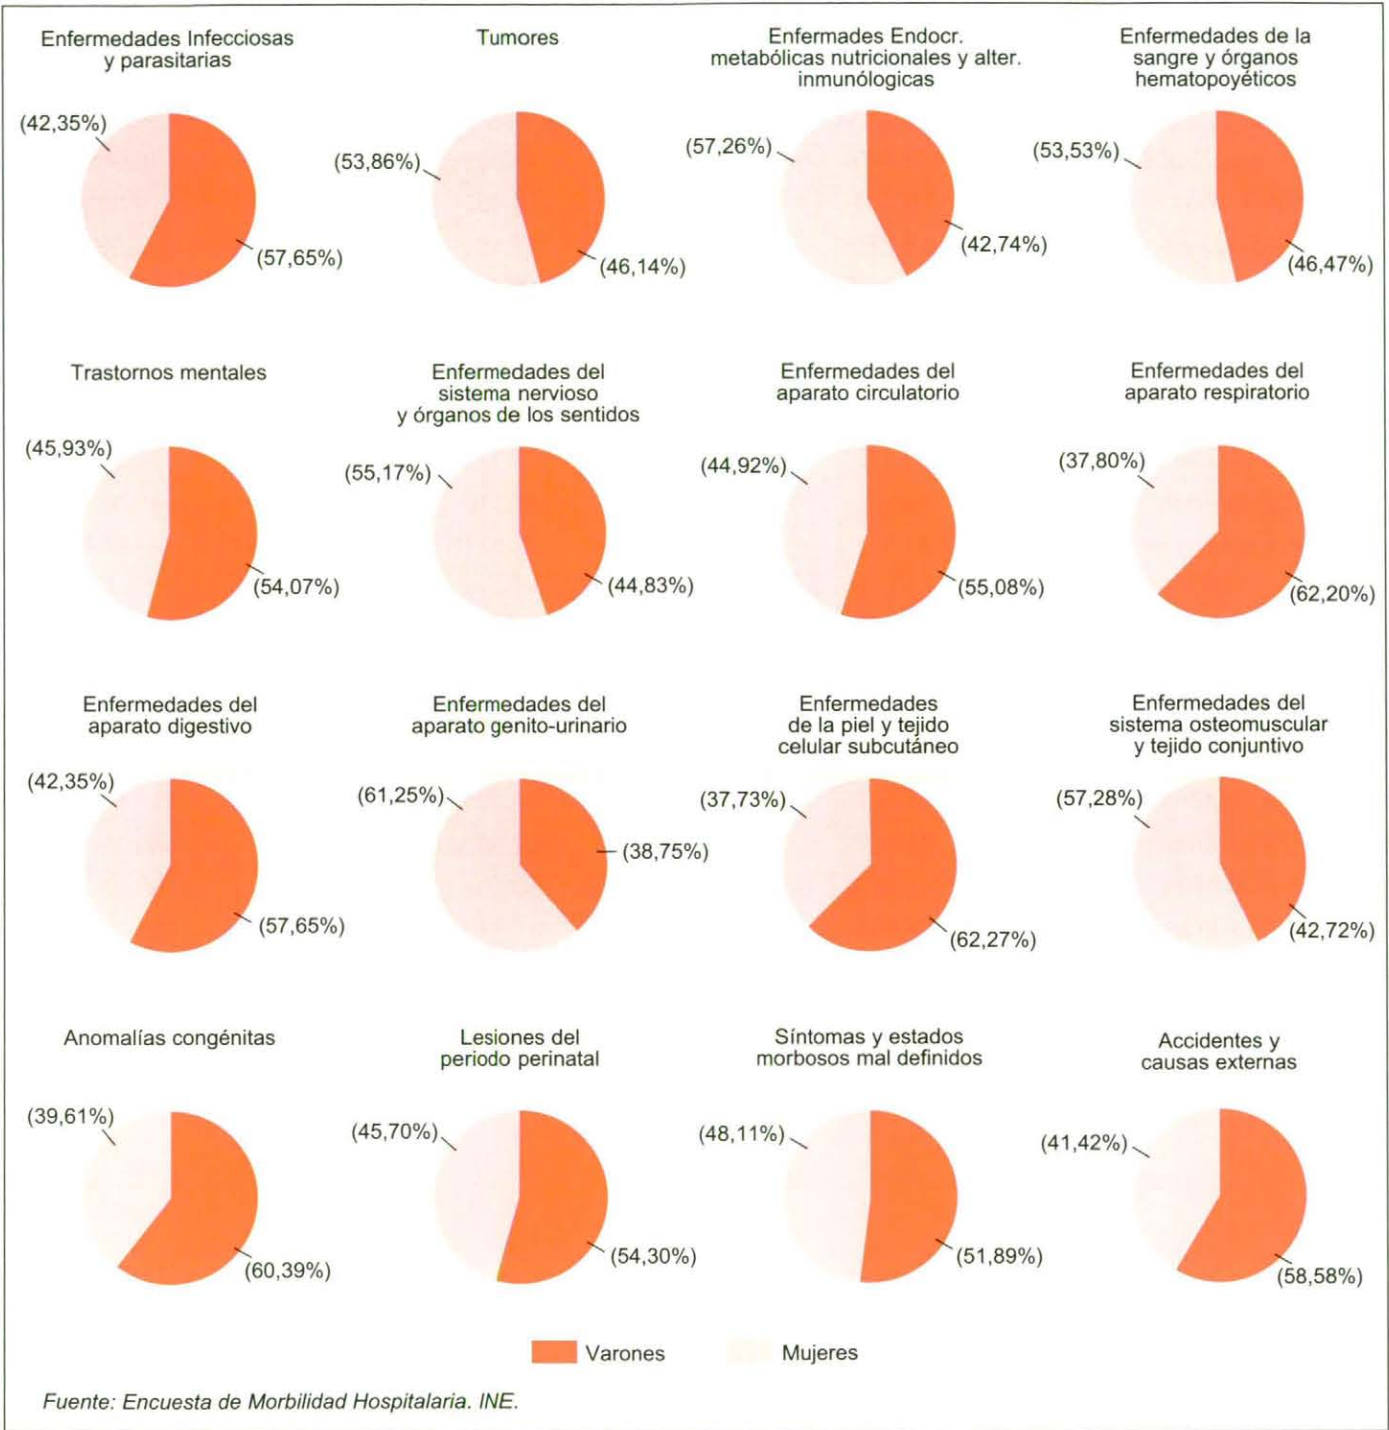 Enfermedades Infecciosas
y parasitarias
(42,35%)
(57,65%)
Tumores
(53,86%)
(46,14%)
Enfermades Endocr.
metabólicas nutricionales y alter.
inmúnologicas
(57,26%)
(42,74%)
Enfermedades de la
sangre y órganos
hematopoyéticos
(53,53%)
(46,47%)
Trastornos mentales
(45,93%)
(54,07%)
Enfermedades del
sistema nervioso
y órganos de los sentidos
(55,17%)
(44,83%)
Enfermedades del
aparato circulatorio
(44,92%)
(55,08%)
Enfermedades del
aparato respiratorio
(37,80%)
(62,20%)
Enfermedades del
aparato digestivo
(42,35%)
(57,65%)
Enfermedades del
aparato genito-urinario
(61,25%)
(38,75%)
Enfermedades
de la piel y tejido
celular subcutáneo
(37,73%)
(62,27%)
Enfermedades del
sistema osteomuscular
y tejido conjuntivo
(57,28%)
(42,72%)
Anomalías congénitas
(39,61%)
(60,39%)
Lesiones del
periodo perinatal
(45,70%)
(54,30%)
Síntomas y estados
morbosos mal definidos
(48,11%)
(51,89%)
Accidentes y
causas externas
(41,42%)
(58,58%)
Varones
Mujeres
Fuente: Encuesta de Morbilidad Hospitalaria. INE.